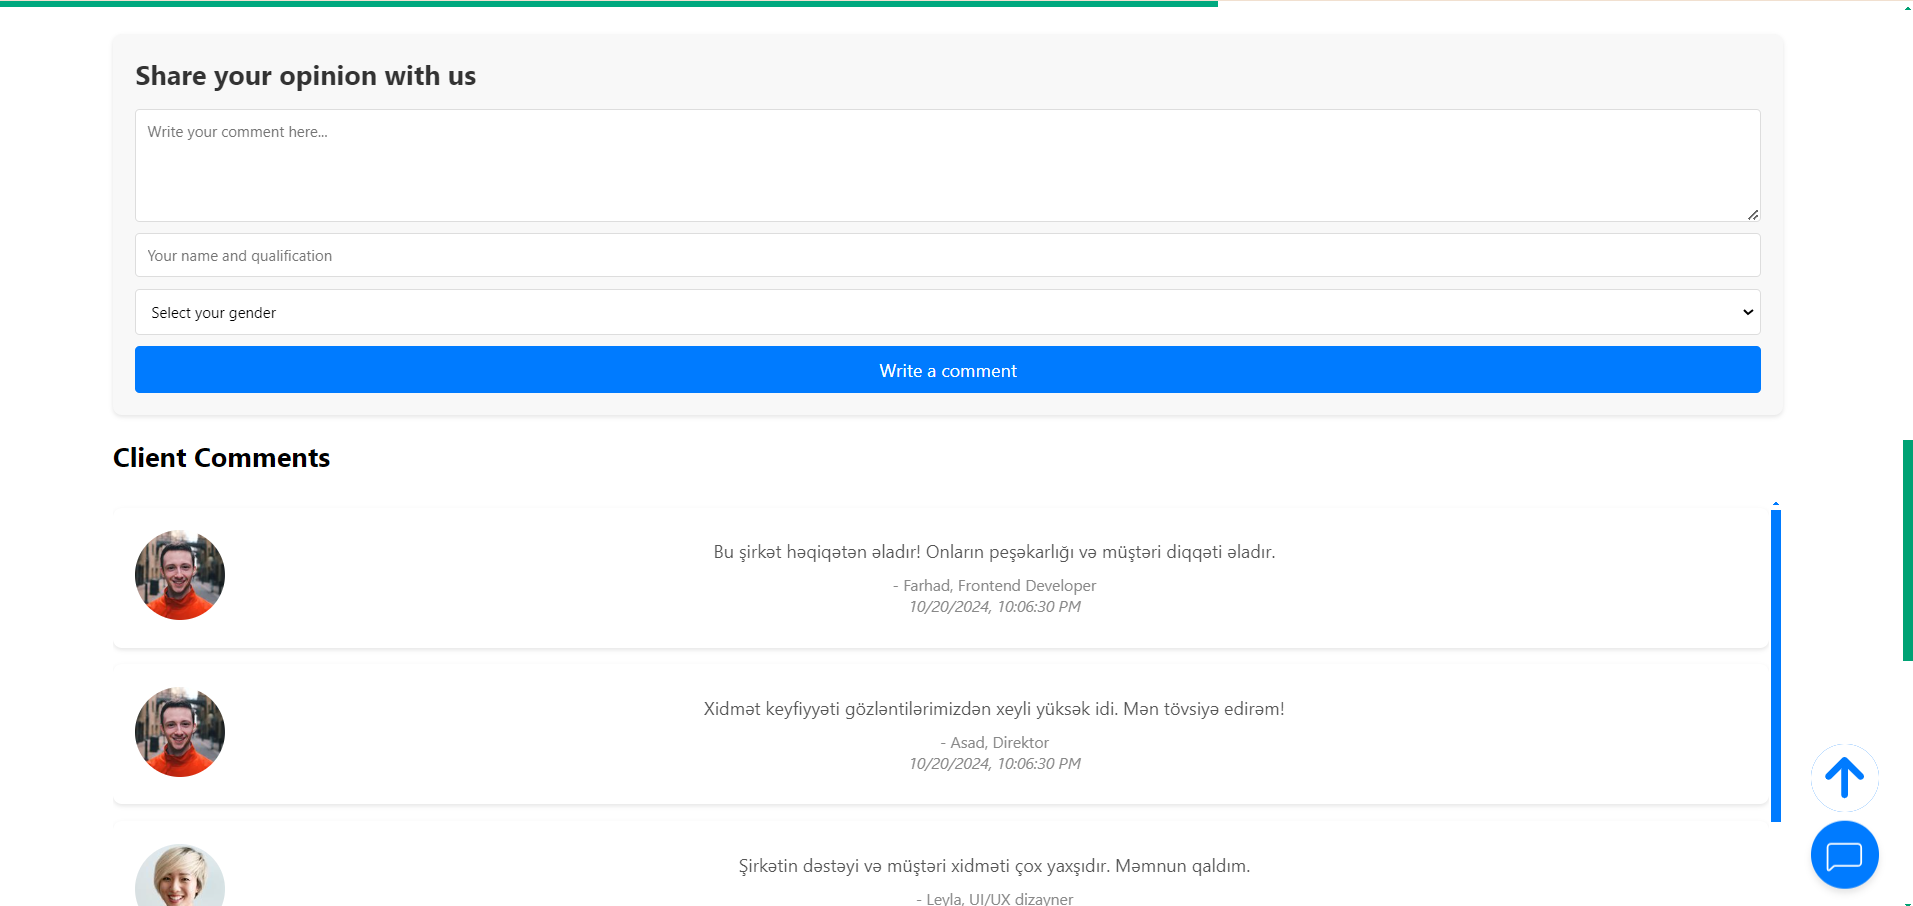 Share your opinion with us
Write your comment here...
Your name and qualification
Select your gender
Write a comment
Client Comments
Bu şirkət həqiqətən əladır! Onların peşəkarlığı və müştəri diqqəti əladır.
- Farhad, Frontend Developer
10/20/2024, 10:06:30 PM
Xidmət keyfiyyəti gözləntilərimizdən xeyli yüksək idi. Mən tövsiyə edirəm!
- Asad, Direktor
10/20/2024, 10:06:30 PM
Şirkətin dəstəyi və müştəri xidməti çox yaxşıdır. Məmnun qaldım.
- Leyla, UI/UX dizayner